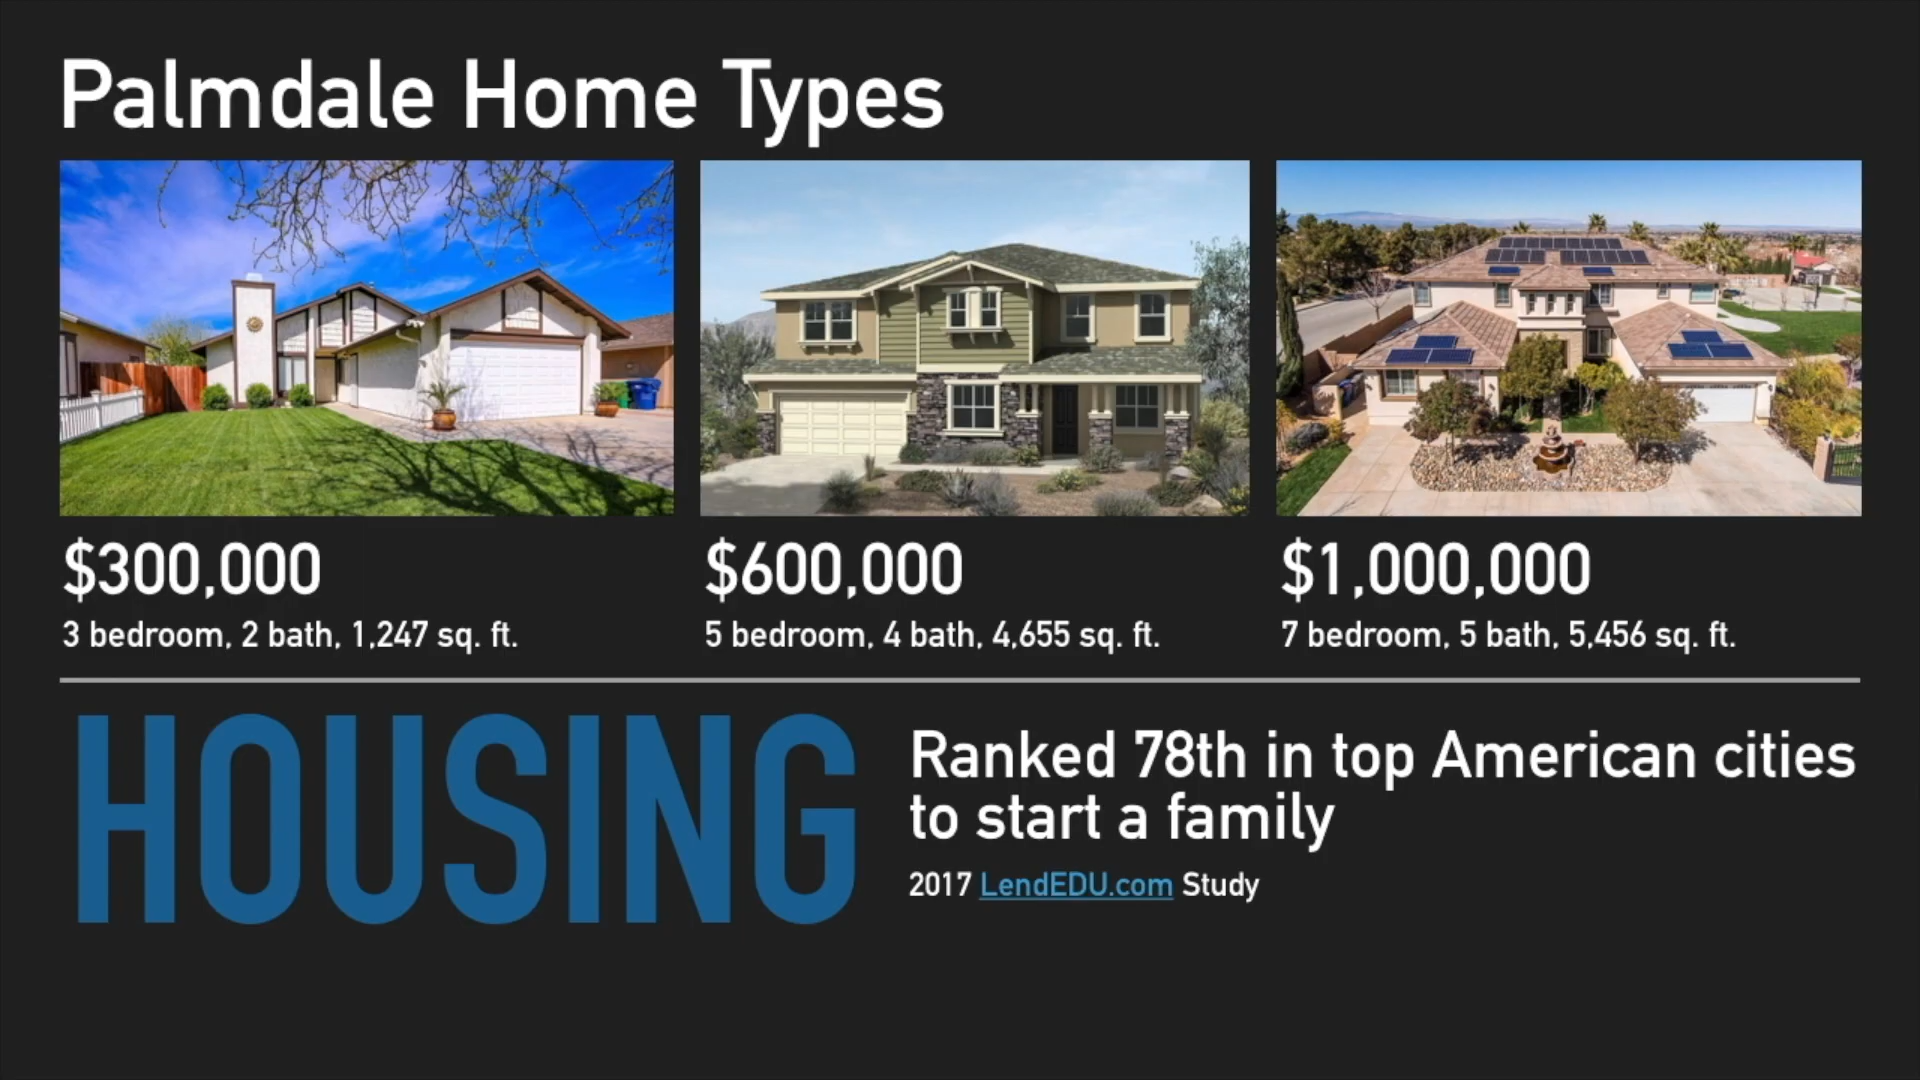 Palmdale Home Types
$300,000
3 bedroom, 2 bath, 1,247 sq. ft.
$600,000
5 bedroom, 4 bath, 4,655 sq. ft.
$1,000,000
7 bedroom, 5 bath, 5,456 sq. ft.
HOUSING
Ranked 78th in top American cities
to start a family
2017 LendEDU.com Study